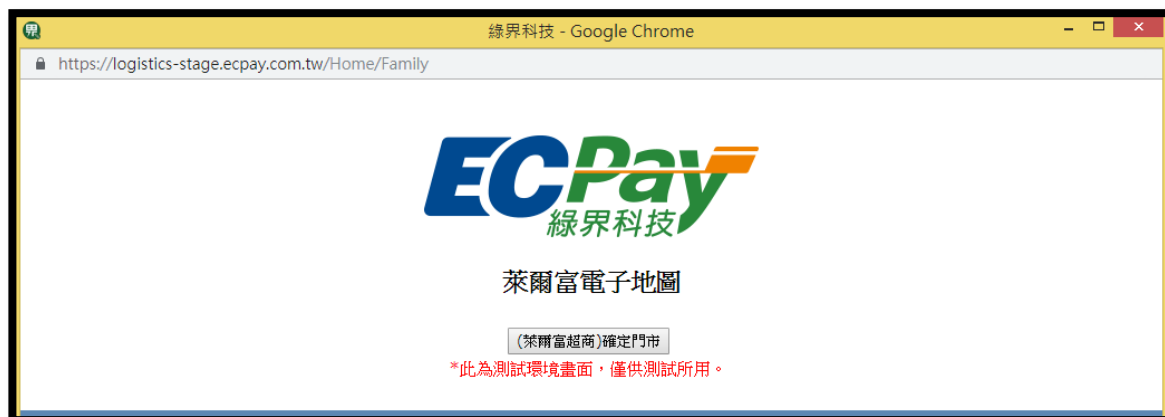 綠界科技 - Google Chrome
https://logistics-stage.ecpay.com.tw/Home/Family
ECPay
綠界科技
萊爾富電子地圖
(萊爾富超商)確定門市
*此為測試環境畫面，僅供測試所用。